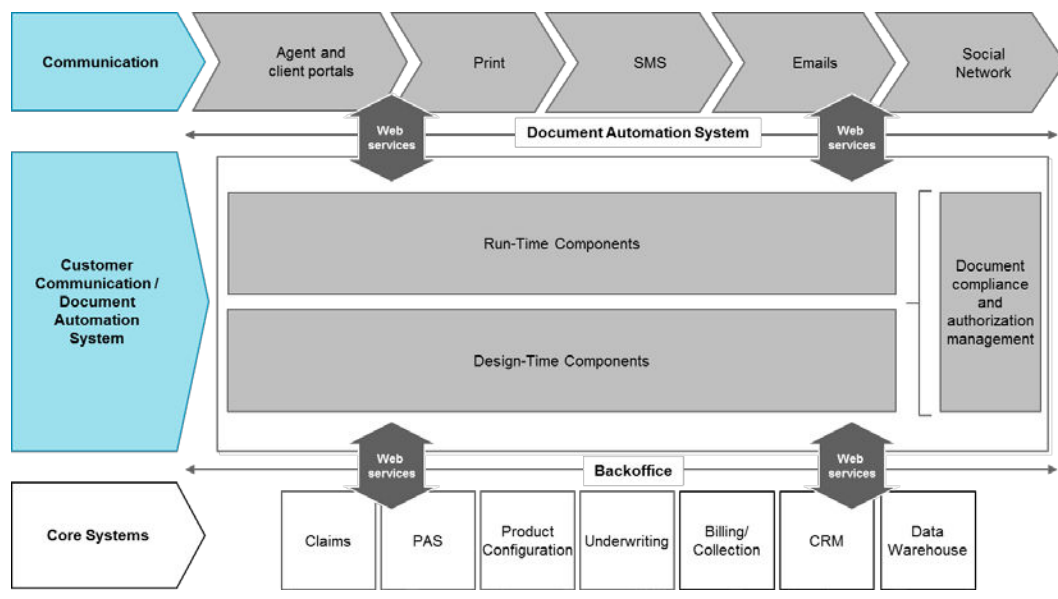 Communication
Agent and
client portals
Print
SMS
Emails
Social
Network
Web
services
Document Automation System
Web
services
Customer
Communication /
Document
Automation
System
Run-Time Components
Design-Time Components
Document
compliance
and
authorization
management
Web
services
Backoffice
Web
services
Core Systems
Claims
PAS
Product
Configuration
Underwriting
Billing/
Collection
CRM
Data
Warehouse